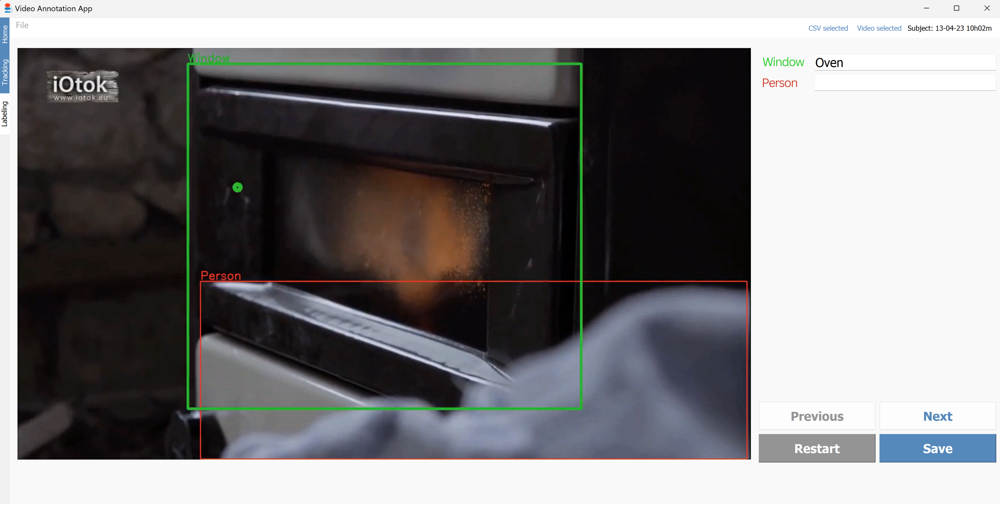 Video Annotation App
File
CSV selected Video selected Subject: 13-04-23 10h02m
Home
Tracking
Labeling
Window
iOtok
www.iotok.eu
Person
Window Oven
Person
Previous Next
Restart Save